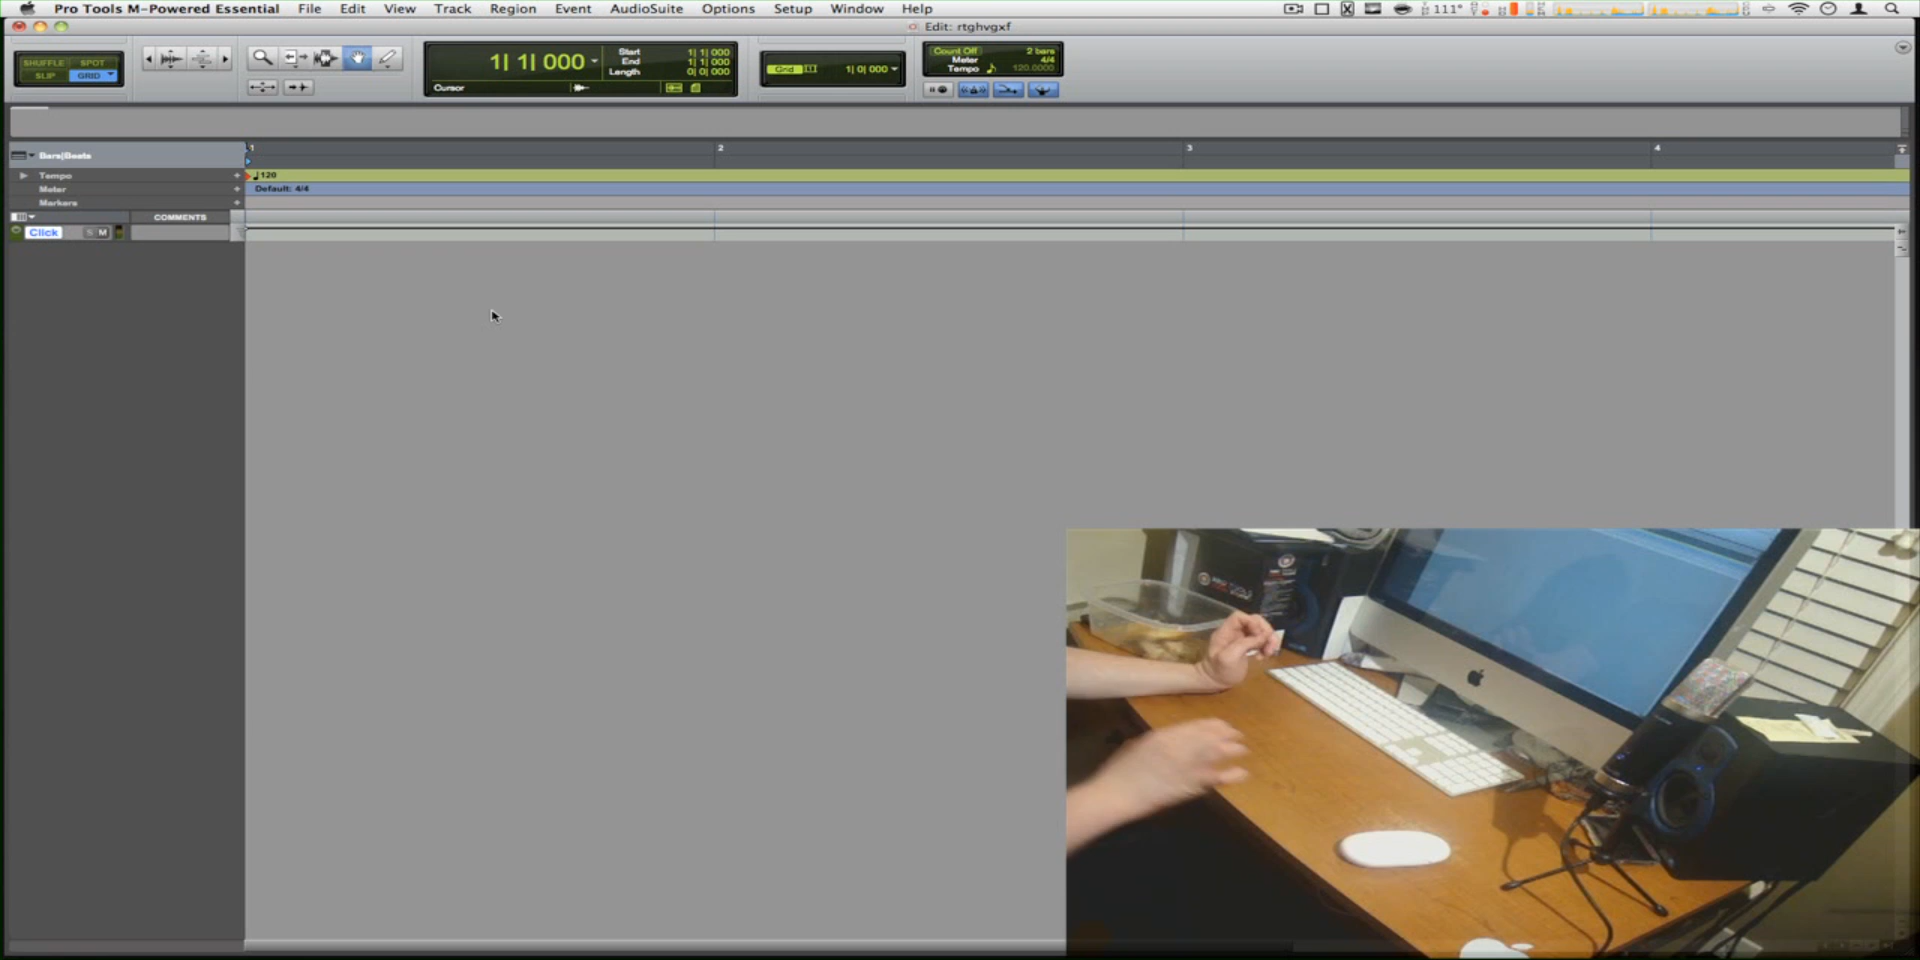 Pro Tools M-Powered Essential File Edit View Track Region Event AudioSuite Options Setup Window Help 111°
Edit: rtghvgxf
SHUFFLE SPOT
SLIP GRID
1| 1| 000
Start 1| 1| 000
End 1| 1| 000
Length 0| 0| 000
Cursor
Grid 1| 0| 000
Count Off 2 bars
Meter 4/4
Tempo 120.0000
Bars|Beats 1 2 3 4
Tempo + 120
Meter + Default: 4/4
Markers +
COMMENTS
Click S M